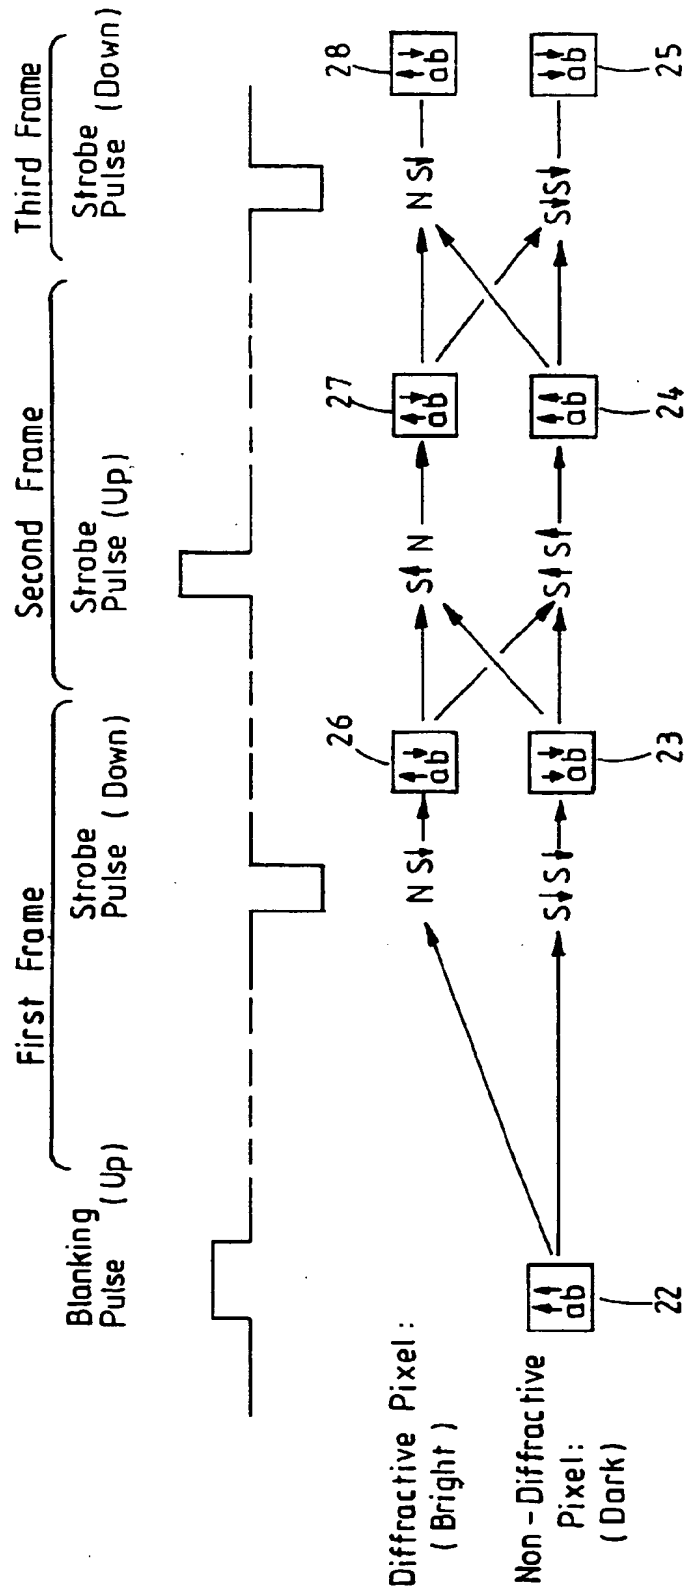 First Frame
Second Frame
Third Frame
Blanking
Pulse (Up)
Strobe
Pulse (Down)
Strobe
Pulse (Up)
Strobe
Pulse (Down)
26
27
28
Diffractive Pixel:
(Bright)
N S↓
↑↓
ab
S↑ N
↑↓
ab
N S↓
↑↓
ab
Non-Diffractive
Pixel:
(Dark)
↑↑
ab
S↓ S↓
↓↓
ab
S↑ S↑
↑↑
ab
S↓ S↓
↓↓
ab
22
23
24
25